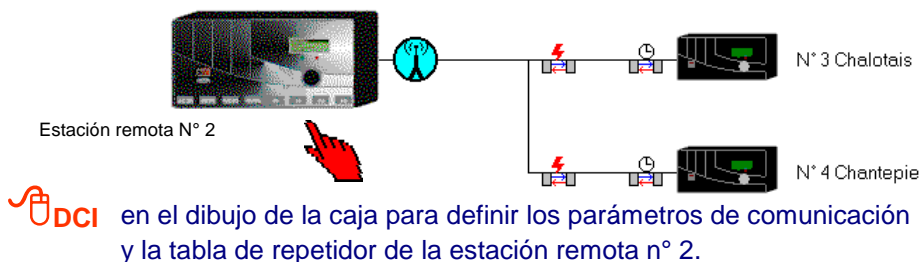 N° 3 Chalotais
Estación remota N° 2
N° 4 Chantepie
DCI en el dibujo de la caja para definir los parámetros de comunicación
y la tabla de repetidor de la estación remota n° 2.